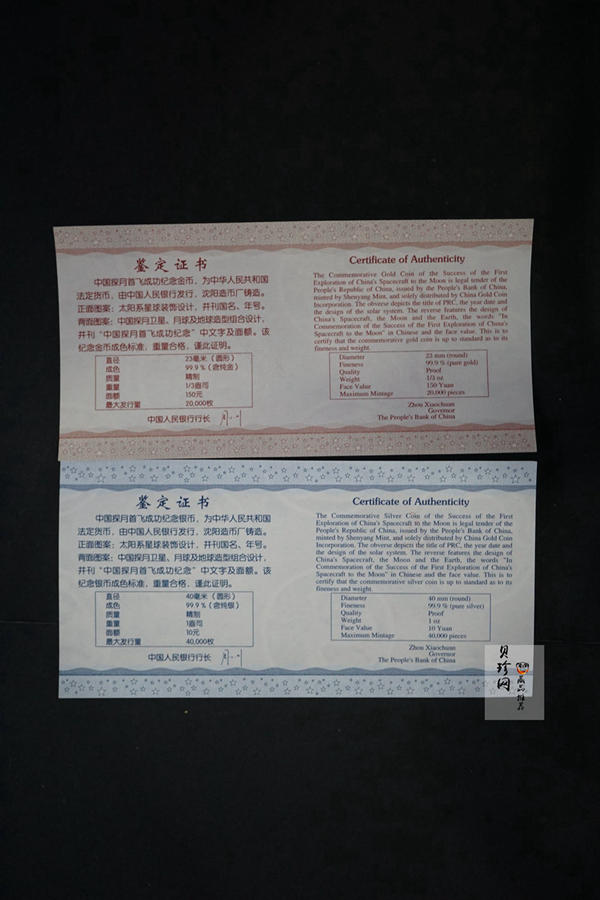 鉴定证书
中国探月首飞成功纪念金币，为中华人民共和国
法定货币，由中国人民银行发行，沈阳造币厂铸造。
正面图案：太阳系星球装饰设计，并刊国名、年号。
背面图案：中国探月卫星、月球及地球造型组合设计，
并刊“中国探月首飞成功纪念”中文字及面额。该
纪念金币成色标准，重量合格，谨此证明。
直径 23毫米（圆形）
成色 99.9%（含纯金）
质量 精制
重量 1/3盎司
面额 150元
最大发行量 20,000枚
中国人民银行行长
Certificate of Authenticity
The Commemorative Gold Coin of the Success of the First
Exploration of China's Spacecraft to the Moon is legal tender of the
People's Republic of China, issued by the People's Bank of China,
minted by Shenyang Mint, and solely distributed by China Gold Coin
Incorporation. The obverse depicts the title of PRC, the year date and
the design of the solar system. The reverse features the design of
China's Spacecraft, the Moon and the Earth, the words "In
Commemoration of the Success of the First Exploration of China's
Spacecraft to the Moon" in Chinese and the face value. This is to
certify that the commemorative gold coin is up to standard as to its
fineness and weight.
Diameter 23 mm (round)
Fineness 99.9 % (pure gold)
Quality Proof
Weight 1/3 oz
Face Value 150 Yuan
Maximum Mintage 20,000 pieces
Zhou Xiaochuan
Governor
The People's Bank of China
鉴定证书
中国探月首飞成功纪念银币，为中华人民共和国
法定货币，由中国人民银行发行，沈阳造币厂铸造。
正面图案：太阳系星球装饰设计，并刊国名、年号。
背面图案：中国探月卫星、月球及地球造型组合设计，
并刊“中国探月首飞成功纪念”中文字及面额。该
纪念银币成色标准，重量合格，谨此证明。
直径 40毫米（圆形）
成色 99.9%（含纯银）
质量 精制
重量 1盎司
面额 10元
最大发行量 40,000枚
中国人民银行行长
Certificate of Authenticity
The Commemorative Silver Coin of the Success of the First
Exploration of China's Spacecraft to the Moon is legal tender of the
People's Republic of China, issued by the People's Bank of China,
minted by Shenyang Mint, and solely distributed by China Gold Coin
Incorporation. The obverse depicts the title of PRC, the year date and
the design of the solar system. The reverse features the design of
China's Spacecraft, the Moon and the Earth, the words "In
Commemoration of the Success of the First Exploration of China's
Spacecraft to the Moon" in Chinese and the face value. This is to
certify that the commemorative silver coin is up to standard as to its
fineness and weight.
Diameter 40 mm (round)
Fineness 99.9 % (pure silver)
Quality Proof
Weight 1 oz
Face Value 10 Yuan
Maximum Mintage 40,000 pieces
Zhou Xiaochuan
Governor
The People's Bank of China
贝珍网
藏品推荐